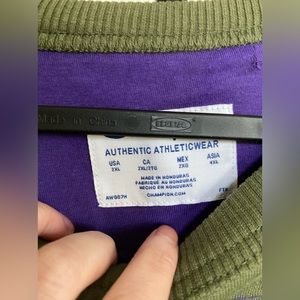 Made in China
AUTHENTIC ATHLETICWEAR
USA CA MEX ASIA
2XL 2XL/2TG 2XG 4XL
MADE IN HONDURAS
FABRIQUÉ AU HONDURAS
HECHO EN HONDURAS
CHAMPION.COM